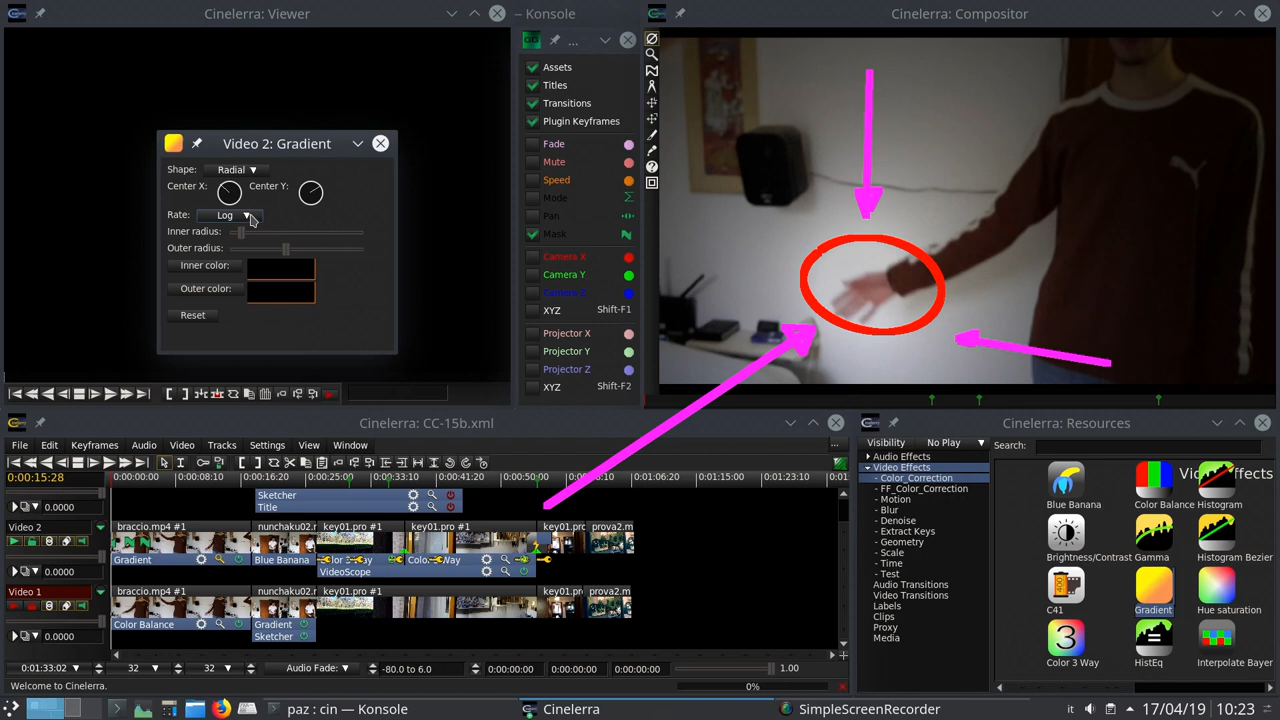 Cinelerra: Viewer
– Konsole
Cinelerra: Compositor
...
Assets
Titles
Transitions
Plugin Keyframes
Fade
Mute
Speed
Mode
Pan
Mask
Camera X
Camera Y
Camera Z
XYZ Shift-F1
Projector X
Projector Y
Projector Z
XYZ Shift-F2
Video 2: Gradient
Shape: Radial
Center X: Center Y:
Rate: Log
Inner radius:
Outer radius:
Inner color:
Outer color:
Reset
Cinelerra: CC-15b.xml
File Edit Keyframes Audio Video Tracks Settings View Window ...
0:00:15:28
0:00:00:00 0:00:08:10 0:00:16:20 0:00:25:00 0:00:33:10 0:00:50:00 0:01:06:20 0:01:15:00 0:01:23:10 0:01
0.0000
Sketcher
Title
Video 2
braccio.mp4 #1 nunchaku02.r key01.pro #1 key01.pro #1 key01.prc prova2.m
Gradient Blue Banana
0.0000
VideoScope
Video 1
braccio.mp4 #1 nunchaku02.r key01.pro #1 key01.pro #1 key01.prc prova2.m
Color Balance Gradient
0.0000
Sketcher
0:01:33:02 32 32 Audio Fade: -80.0 to 6.0 0:00:00:00 0:00:00:00 0:00:00:00 1.00
Welcome to Cinelerra. 0%
Cinelerra: Resources
Visibility No Play Search:
Audio Effects
Video Effects
- Color_Correction
- FF_Color_Correction
- Motion
- Blur
- Denoise
- Extract Keys
- Geometry
- Scale
- Time
- Test
Audio Transitions
Video Transitions
Labels
Clips
Proxy
Media
Blue Banana Color Balance Histogram
Brightness/Contrast Gamma Histogram Bezier
C41 Gradient Hue saturation
Color 3 Way HistEq Interpolate Bayer
paz : cin — Konsole
Cinelerra
SimpleScreenRecorder
it
17/04/19
10:23